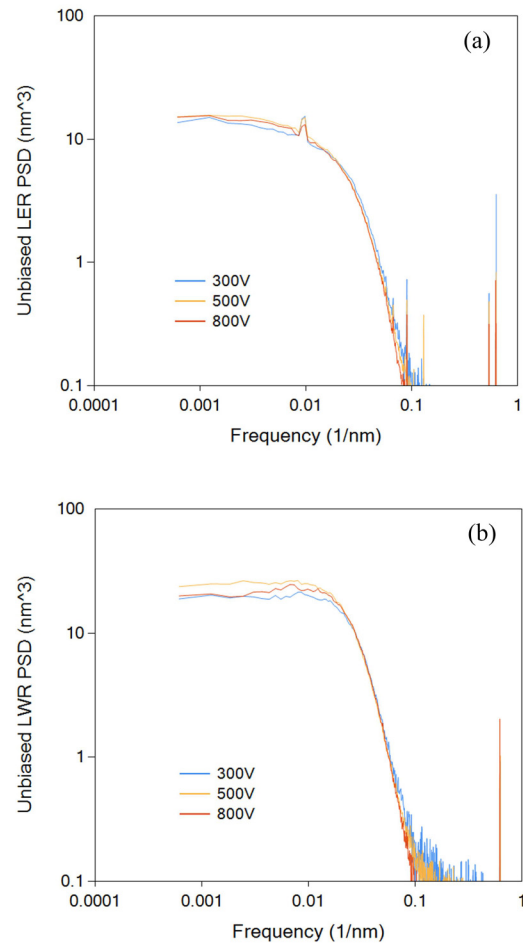 (a)
100
10
1
0.1
Unbiased LER PSD (nm^3)
300V
500V
800V
0.0001
0.001
0.01
0.1
1
Frequency (1/nm)
(b)
100
10
1
0.1
Unbiased LWR PSD (nm^3)
300V
500V
800V
0.0001
0.001
0.01
0.1
1
Frequency (1/nm)